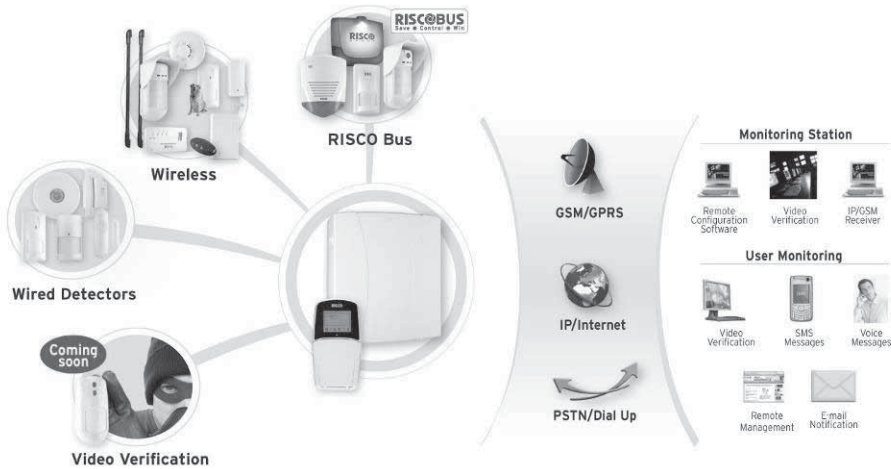 RISCOBUS
Save • Control • Win
RISCO
RISCO Bus
Wireless
Wired Detectors
Coming
soon
Video Verification
RISCO
GSM/GPRS
IP/Internet
PSTN/Dial Up
Monitoring Station
Remote
Configuration
Software
Video
Verification
IP/GSM
Receiver
User Monitoring
Video
Verification
SMS
Messages
Voice
Messages
Remote
Management
E-mail
Notification